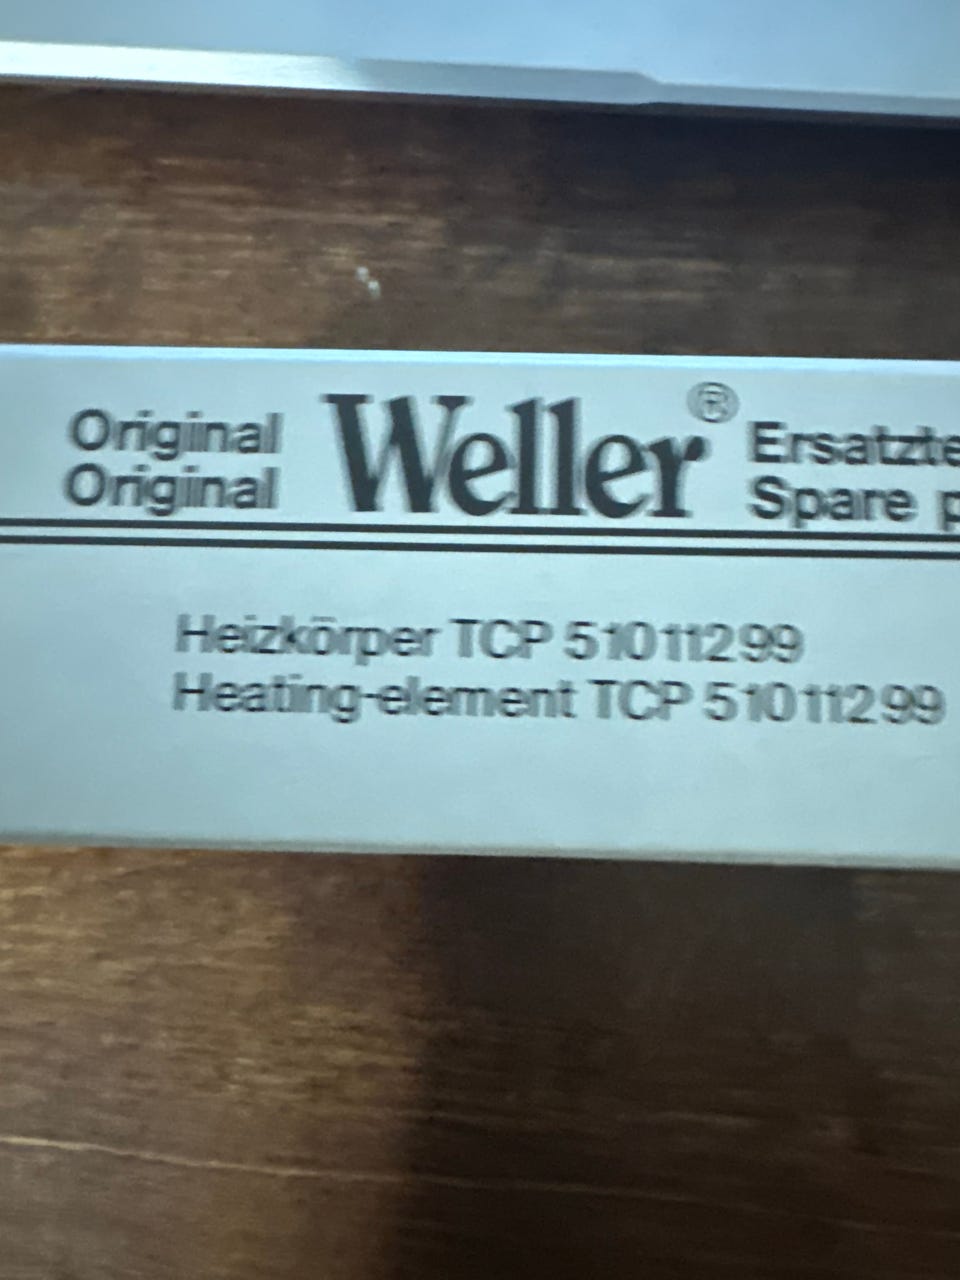 Original
Original
Weller®
Ersatzte
Spare p
Heizkörper TCP 51011299
Heating-element TCP 51011299